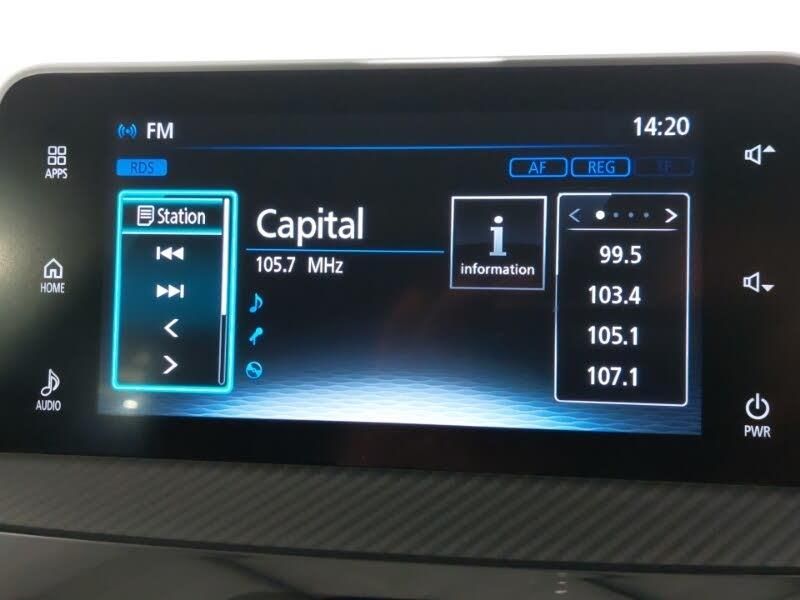 FM
14:20
RDS
AF
REG
TP
APPS
HOME
AUDIO
Station
Capital
105.7 MHz
i
information
99.5
103.4
105.1
107.1
PWR